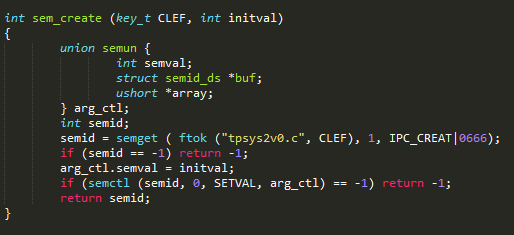 int sem_create (key_t CLEF, int initval)
{
        union semun {
                int semval;
                struct semid_ds *buf;
                ushort *array;
        } arg_ctl;
        int semid;
        semid = semget ( ftok ("tpsys2v0.c", CLEF), 1, IPC_CREAT|0666);
        if (semid == -1) return -1;
        arg_ctl.semval = initval;
        if (semctl (semid, 0, SETVAL, arg_ctl) == -1) return -1;
        return semid;
}